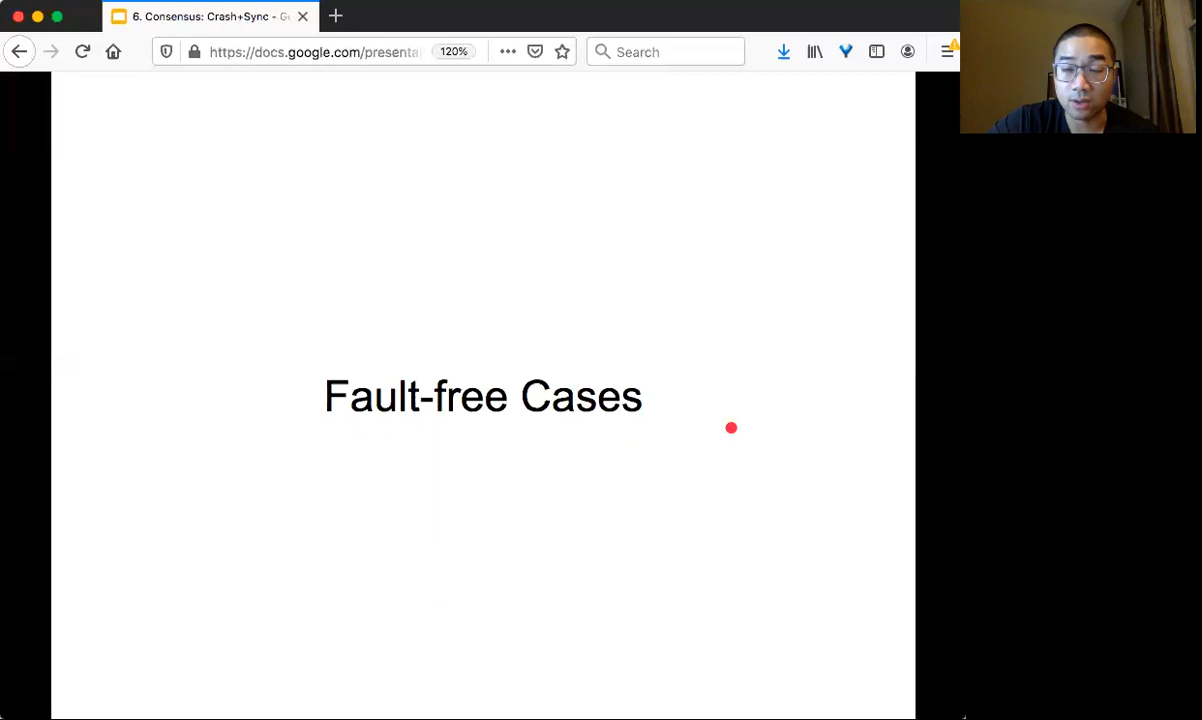 6. Consensus: Crash+Sync - G
https://docs.google.com/presenta
120%
Search
Fault-free Cases